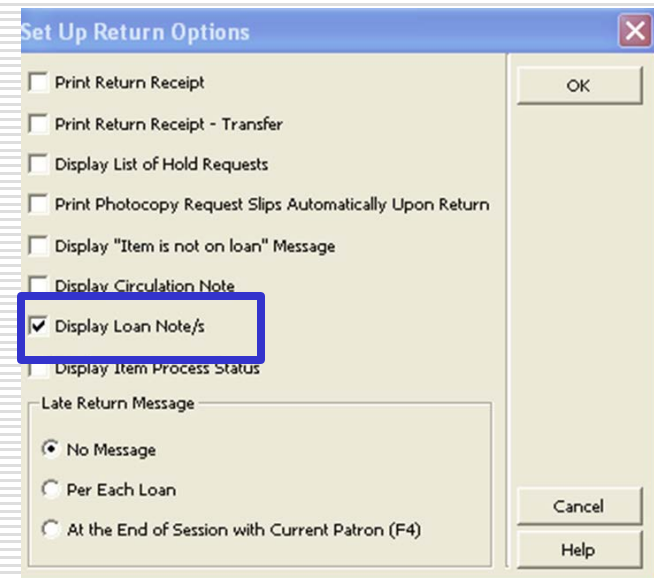 Set Up Return Options
Print Return Receipt
OK
Print Return Receipt - Transfer
Display List of Hold Requests
Print Photocopy Request Slips Automatically Upon Return
Display "Item is not on loan" Message
Display Circulation Note
Display Loan Note/s
Display Item Process Status
Late Return Message
No Message
Per Each Loan
At the End of Session with Current Patron (F4)
Cancel
Help